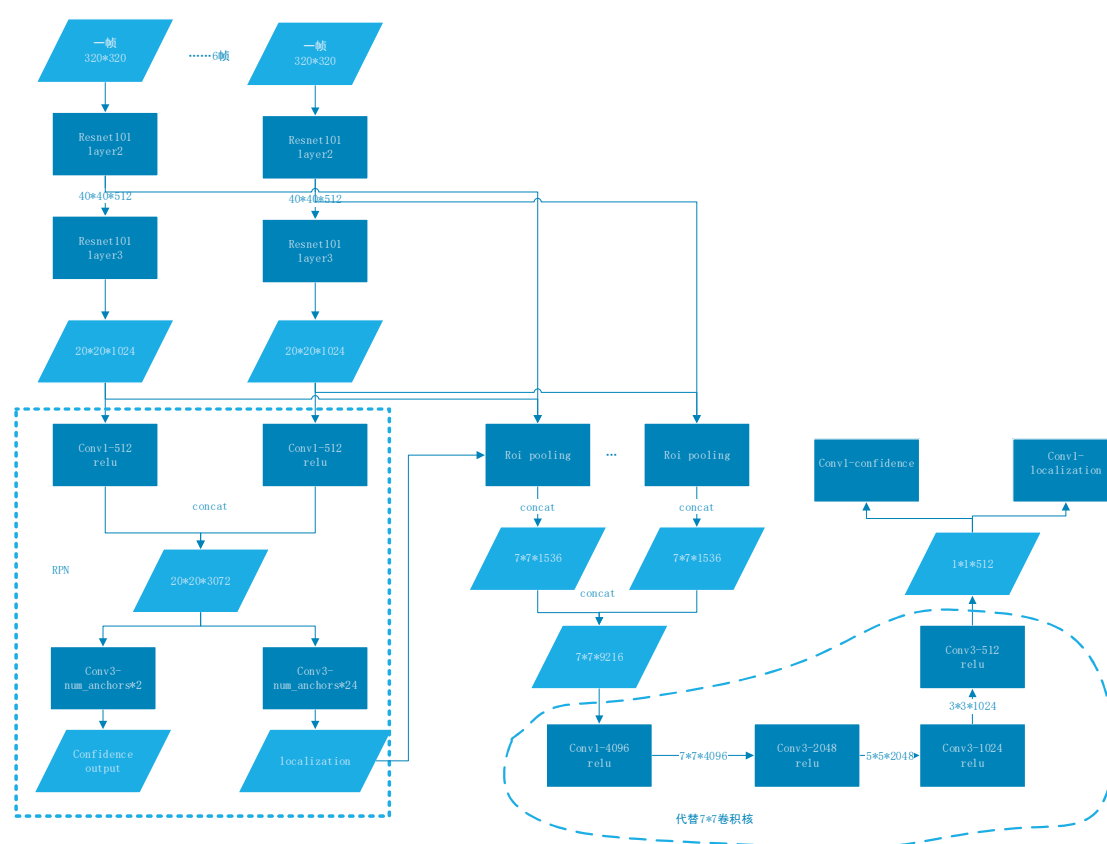 一帧
320*320
……6帧
一帧
320*320
Resnet101
layer2
Resnet101
layer2
40*40*512
40*40*512
Resnet101
layer3
Resnet101
layer3
20*20*1024
20*20*1024
Conv1-512
relu
Conv1-512
relu
concat
RPN
20*20*3072
Conv3-
num_anchors*2
Conv3-
num_anchors*24
Confidence
output
localization
Roi pooling
…
Roi pooling
concat
concat
7*7*1536
7*7*1536
concat
7*7*9216
Conv1-4096
relu
7*7*4096
Conv3-2048
relu
5*5*2048
Conv3-1024
relu
3*3*1024
Conv3-512
relu
1*1*512
Conv1-confidence
Conv1-
localization
代替7*7卷积核